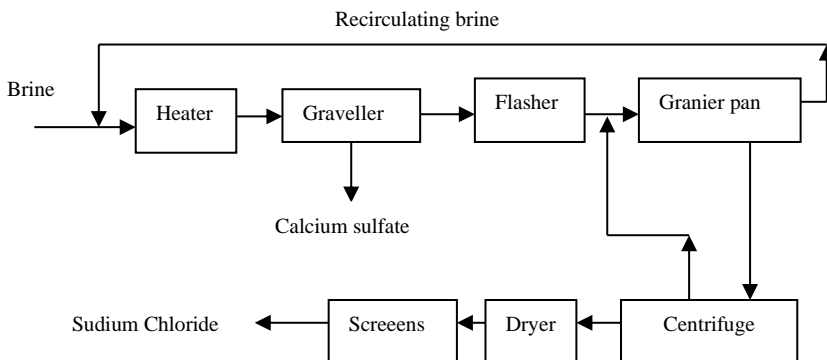 Recirculating brine
Brine
Heater
Graveller
Flasher
Granier pan
Calcium sulfate
Sudium Chloride
Screeens
Dryer
Centrifuge